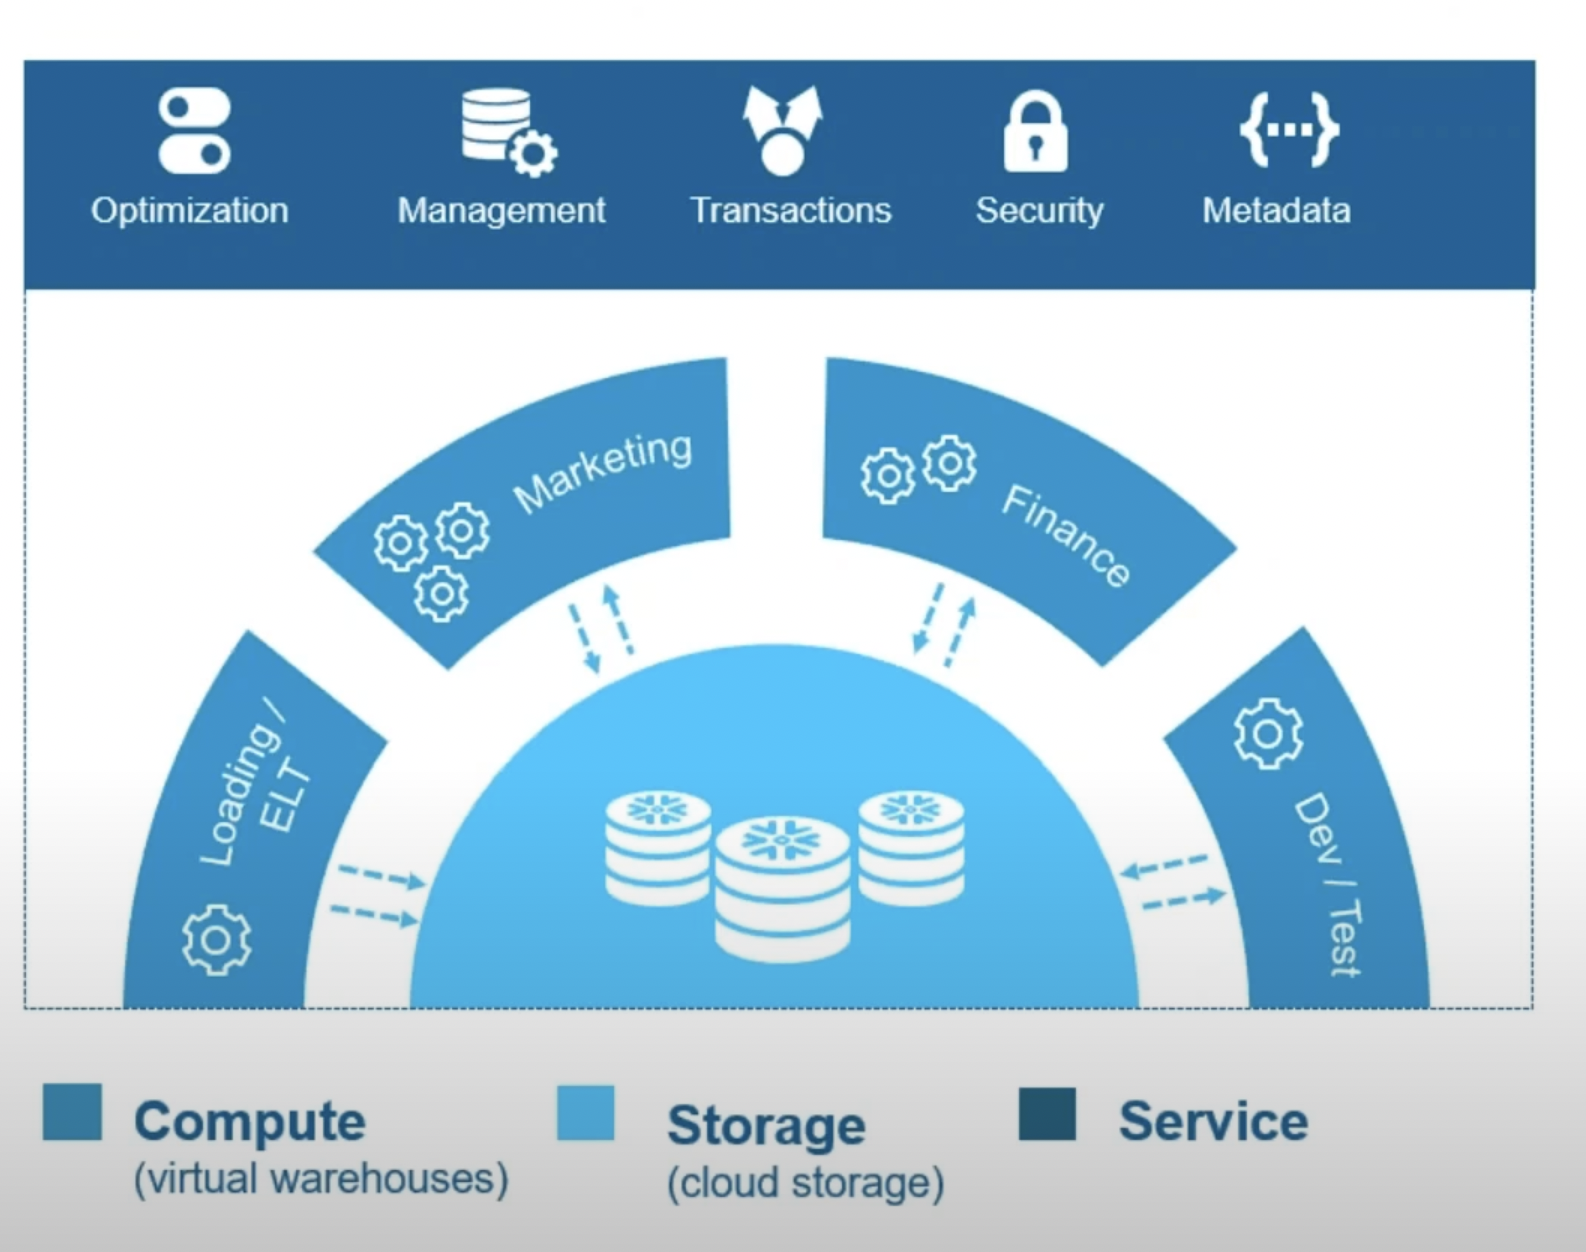 Optimization
Management
Transactions
Security
Metadata
Marketing
Finance
Loading /
ELT
Dev / Test
Compute
(virtual warehouses)
Storage
(cloud storage)
Service